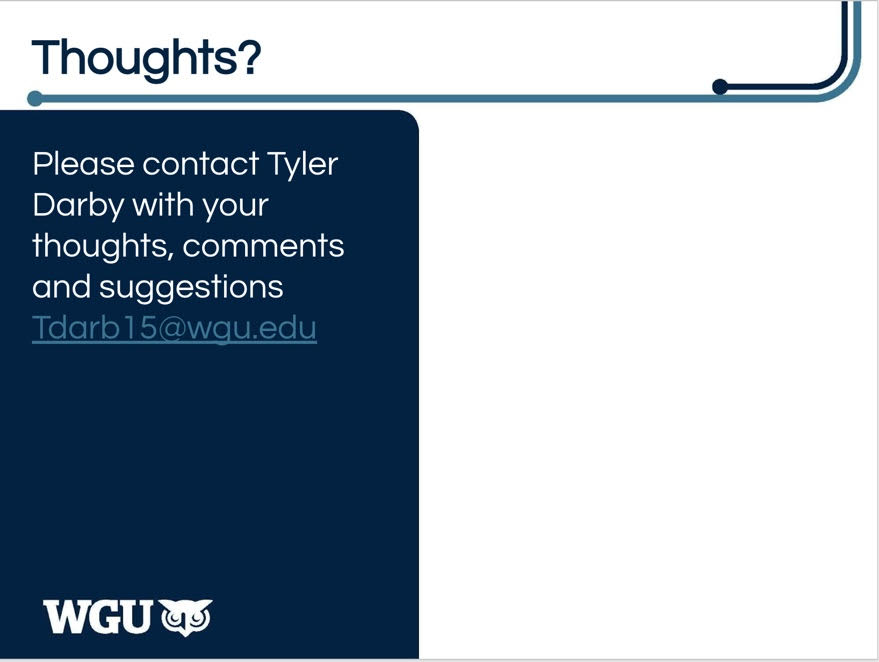 Thoughts?
Please contact Tyler
Darby with your
thoughts, comments
and suggestions
Tdarb15@wgu.edu
WGU